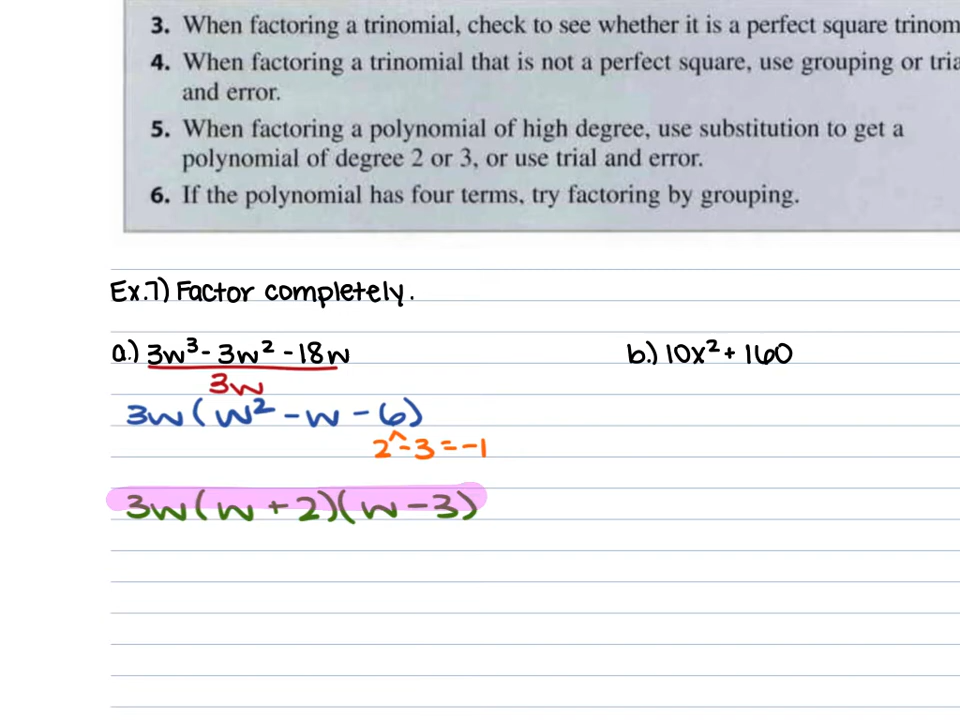 3. When factoring a trinomial, check to see whether it is a perfect square trinom
4. When factoring a trinomial that is not a perfect square, use grouping or tria
and error.
5. When factoring a polynomial of high degree, use substitution to get a
polynomial of degree 2 or 3, or use trial and error.
6. If the polynomial has four terms, try factoring by grouping.
Ex.7) Factor completely.
a.) 3w³ - 3w² - 18w
b.) 10x² + 160
3w
3w(w² - w - 6)
2 -3 = -1
3w(w + 2)(w - 3)